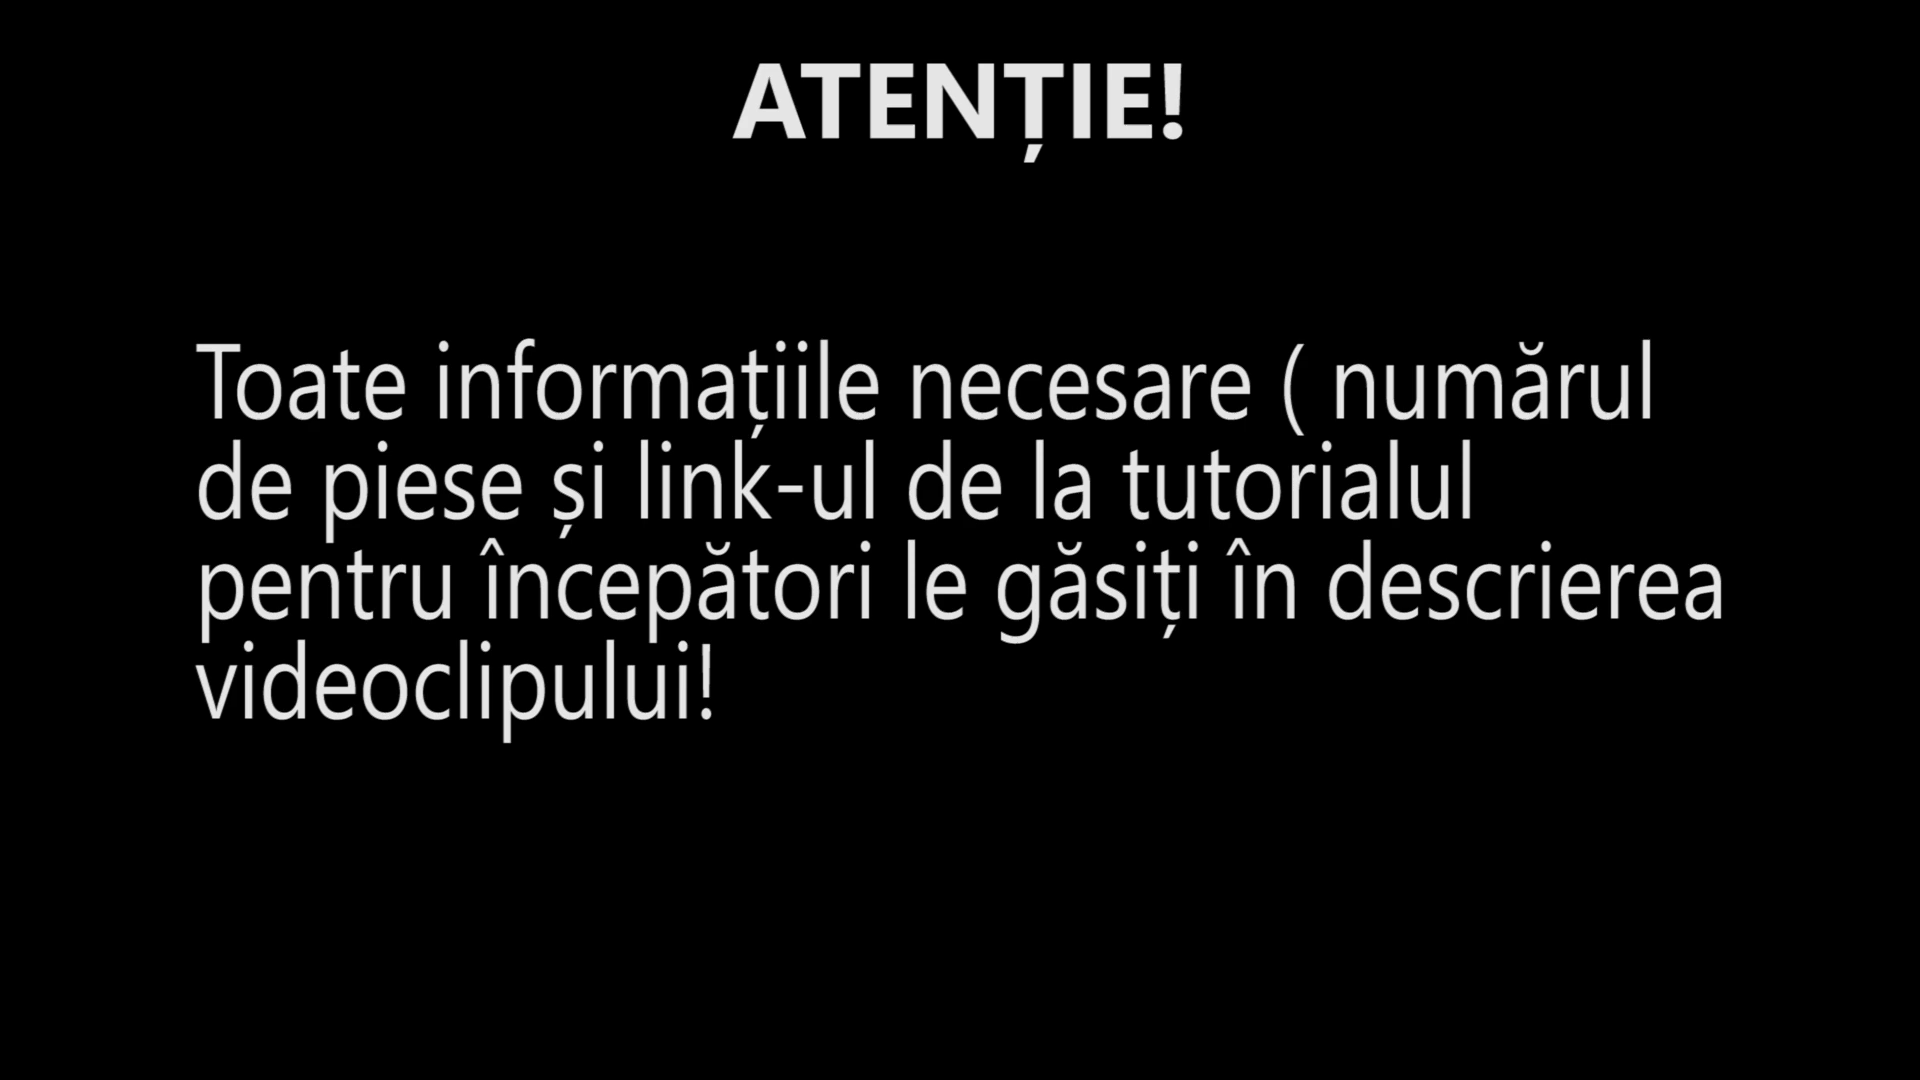 ATENȚIE!
Toate informațiile necesare ( numărul
de piese și link-ul de la tutorialul
pentru începători le găsiți în descrierea
videoclipului!